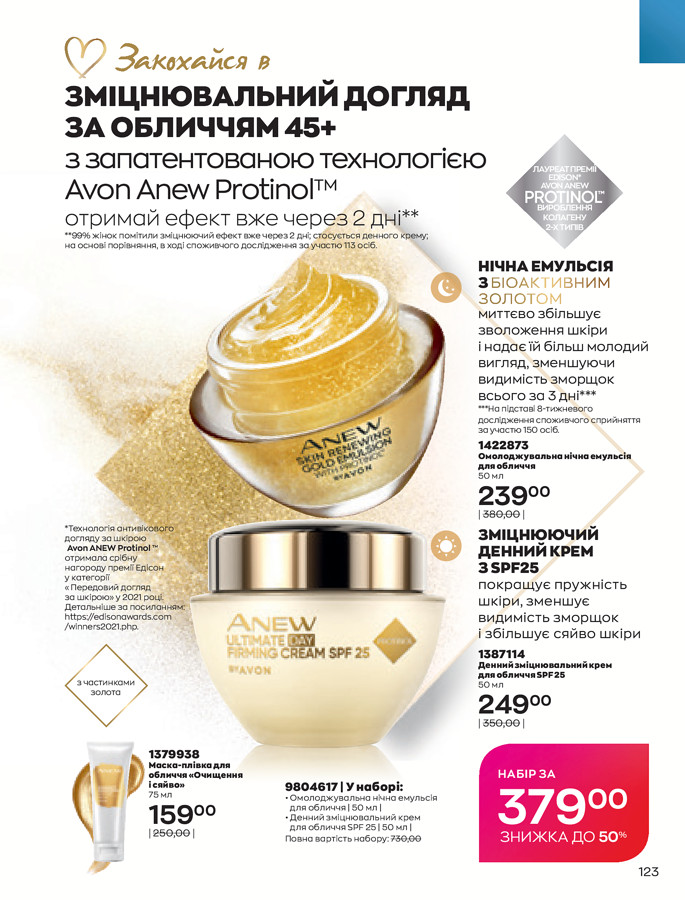 Закохайся в
ЗМІЦНЮВАЛЬНИЙ ДОГЛЯД
ЗА ОБЛИЧЧЯМ 45+
з запатентованою технологією
Avon Anew Protinol™
отримай ефект вже через 2 дні**
**99% жінок помітили зміцнюючий ефект вже через 2 дні; стосується денного крему;
на основі порівняння, в ході споживчого дослідження за участю 113 осіб.
ЛАУРЕАТ ПРЕМІЇ
EDISON*
AVON ANEW
PROTINOL™
ВИРОБЛЕННЯ
КОЛАГЕНУ
2-Х ТИПІВ
НІЧНА ЕМУЛЬСІЯ
З БІОАКТИВНИМ
ЗОЛОТОМ
миттєво збільшує
зволоження шкіри
і надає їй більш молодий
вигляд, зменшуючи
видимість зморщок
всього за 3 дні***
***На підставі 8-тижневого
дослідження споживчого сприйняття
за участю 150 осіб.
1422873
Омолоджувальна нічна емульсія
для обличчя
50 мл
239⁰⁰
| 380,00 |
ANEW
SKIN RENEWING
GOLD EMULSION
WITH PROTINOL™
BY AVON
*Технологія антивікового
догляду за шкірою
Avon ANEW Protinol ™
отримала срібну
нагороду премії Едісон
у категорії
« Передовий догляд
за шкірою» у 2021 році.
Детальніше за посиланням:
https://edisonawards.com
/winners2021.php.
ANEW
ULTIMATE DAY
FIRMING CREAM SPF 25
BY AVON
PROTINOL
ЗМІЦНЮЮЧИЙ
ДЕННИЙ КРЕМ
З SPF25
покращує пружність
шкіри, зменшує
видимість зморщок
і збільшує сяйво шкіри
1387114
Денний зміцнювальний крем
для обличчя SPF 25
50 мл
249⁰⁰
| 350,00 |
з частинками
золота
1379938
Маска-плівка для
обличчя «Очищення
і сяйво»
75 мл
159⁰⁰
| 250,00 |
9804617 | У наборі:
• Омолоджувальна нічна емульсія
для обличчя | 50 мл |
• Денний зміцнювальний крем
для обличчя SPF 25 | 50 мл |
Повна вартість набору: 730,00
НАБІР ЗА
379⁰⁰
ЗНИЖКА ДО 50%
123